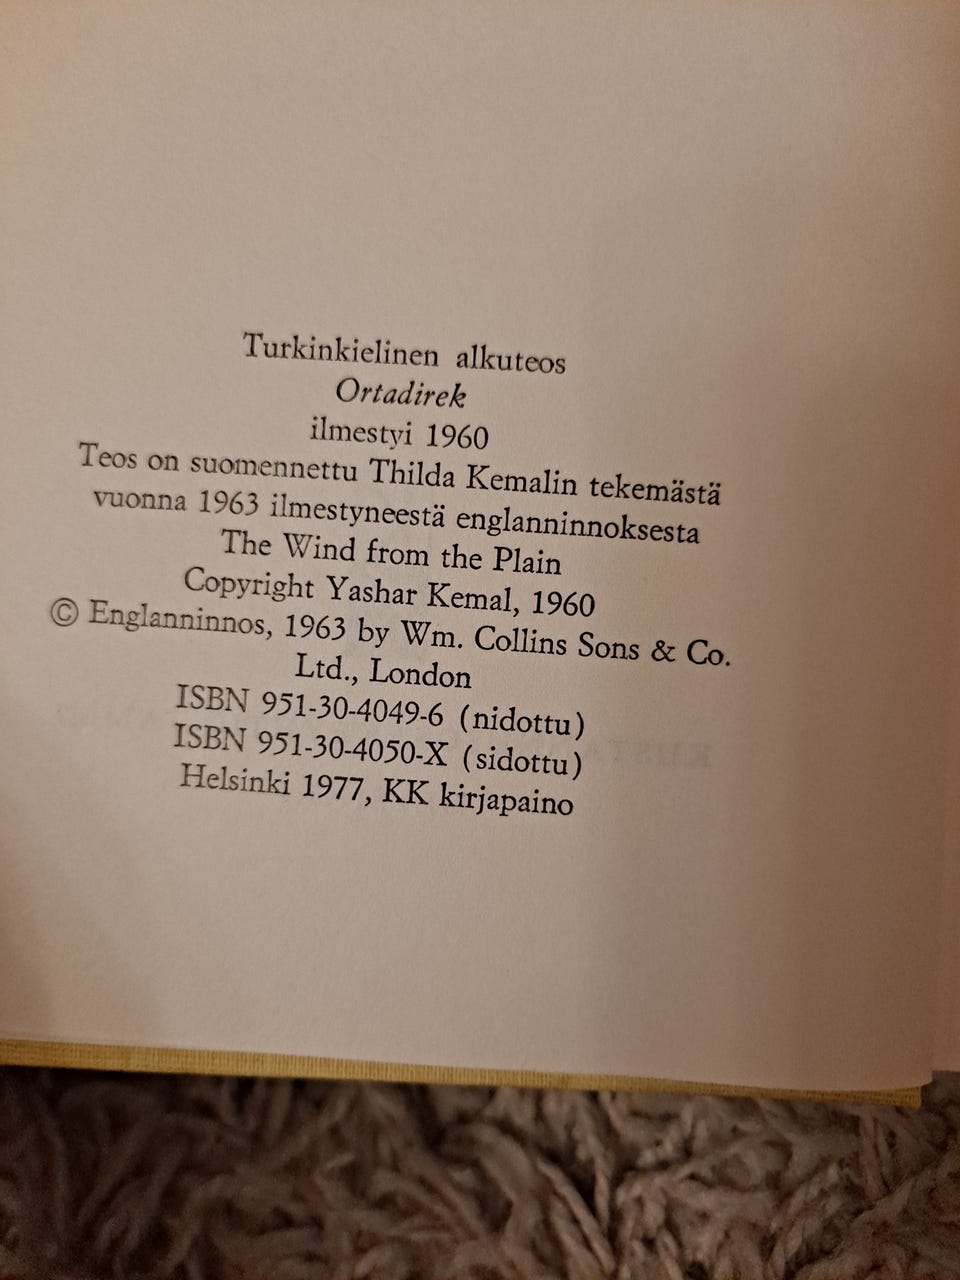 Turkinkielinen alkuteos
Ortadirek
ilmestyi 1960
Teos on suomennettu Thilda Kemalin tekemästä
vuonna 1963 ilmestyneestä englanninnoksesta
The Wind from the Plain
Copyright Yashar Kemal, 1960
© Englanninnos, 1963 by Wm. Collins Sons & Co.
Ltd., London
ISBN 951-30-4049-6 (nidottu)
ISBN 951-30-4050-X (sidottu)
Helsinki 1977, KK kirjapaino